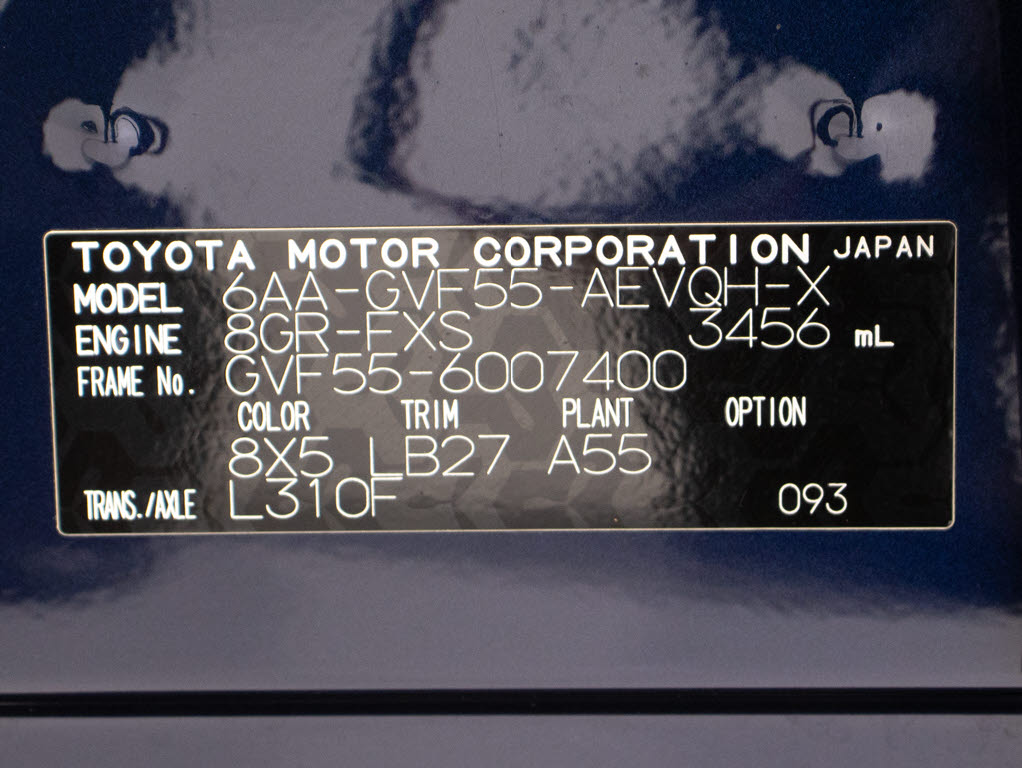 TOYOTA MOTOR CORPORATION JAPAN
MODEL 6AA-GVF55-AEVQH-X
ENGINE 8GR-FXS 3456 mL
FRAME No. GVF55-6007400
COLOR TRIM PLANT OPTION
8X5 LB27 A55
TRANS./AXLE L310F 093